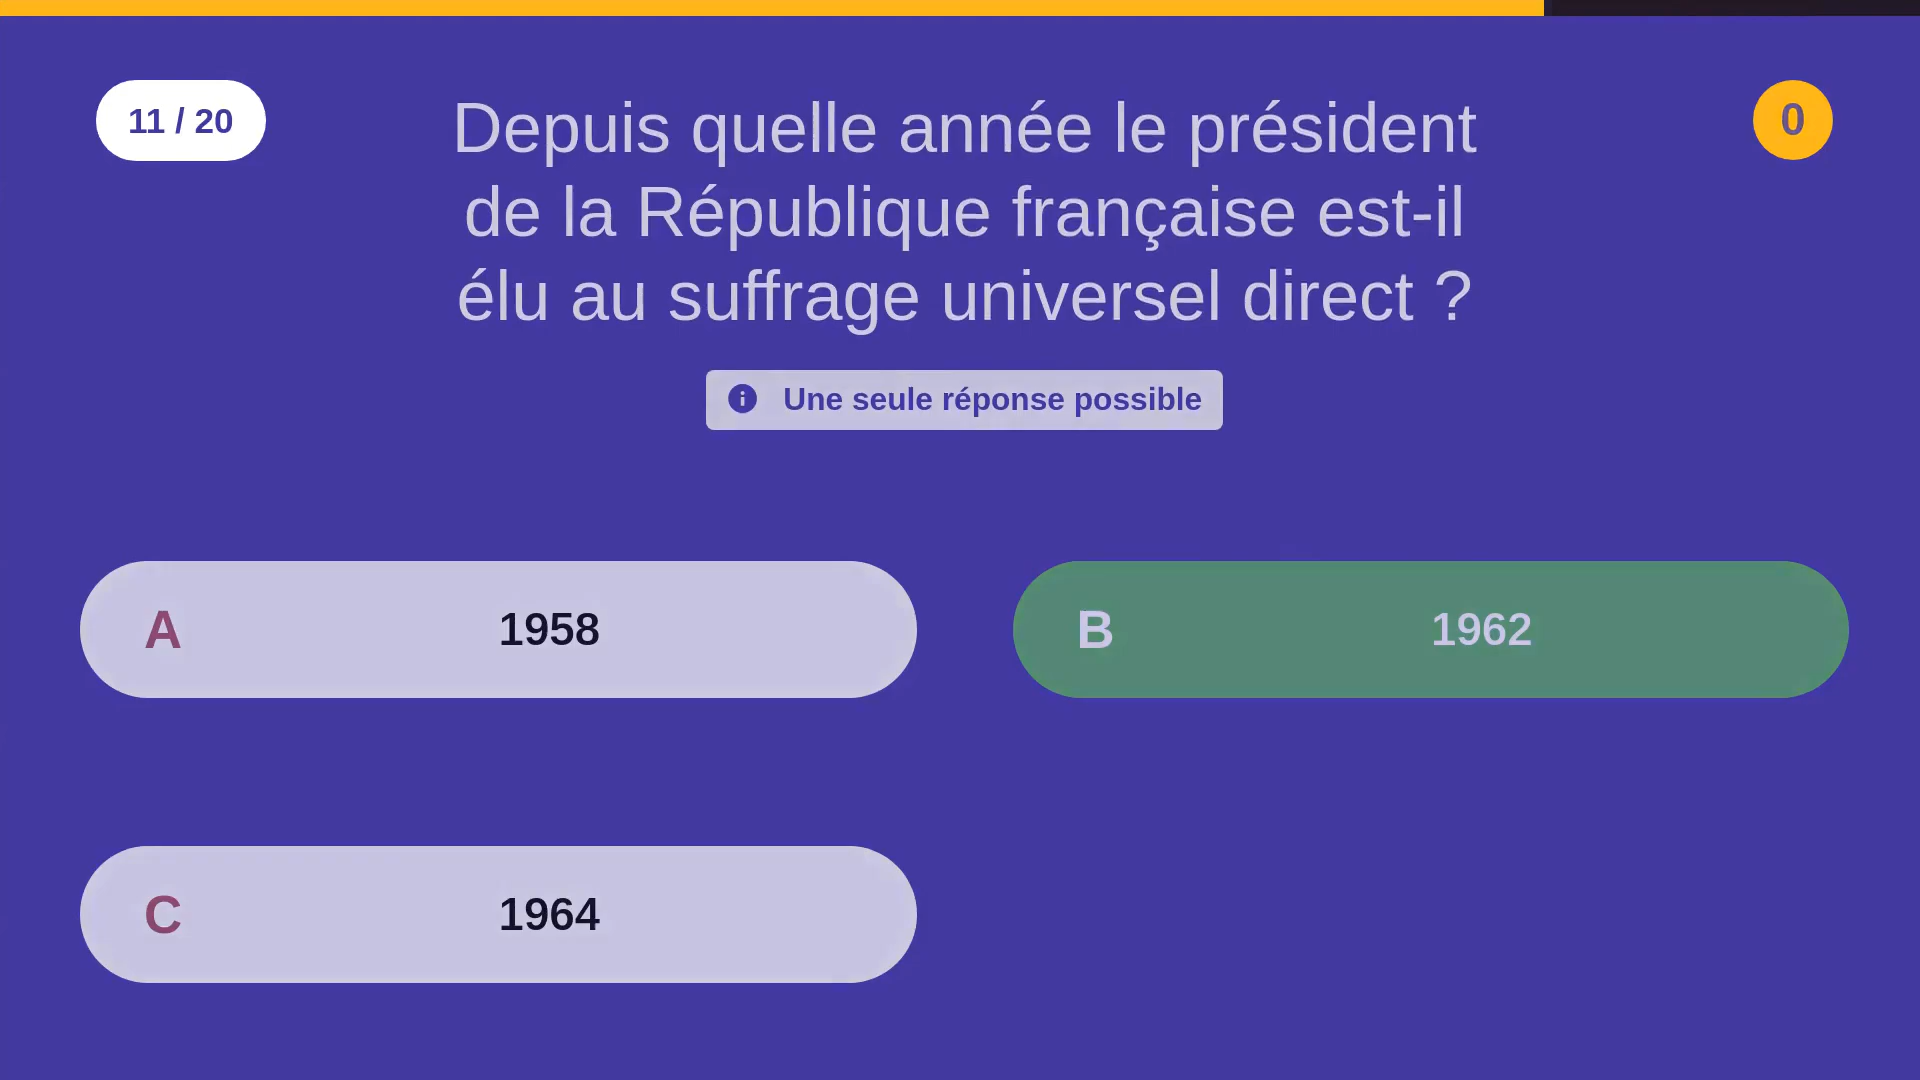 11 / 20
Depuis quelle année le président
de la République française est-il
élu au suffrage universel direct ?
0
Une seule réponse possible
A 1958
B 1962
C 1964